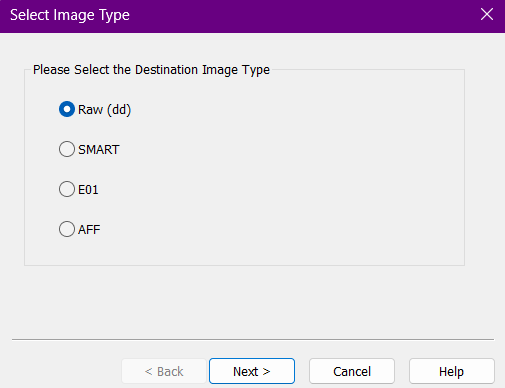 Select Image Type
Please Select the Destination Image Type
Raw (dd)
SMART
E01
AFF
< Back
Next >
Cancel
Help